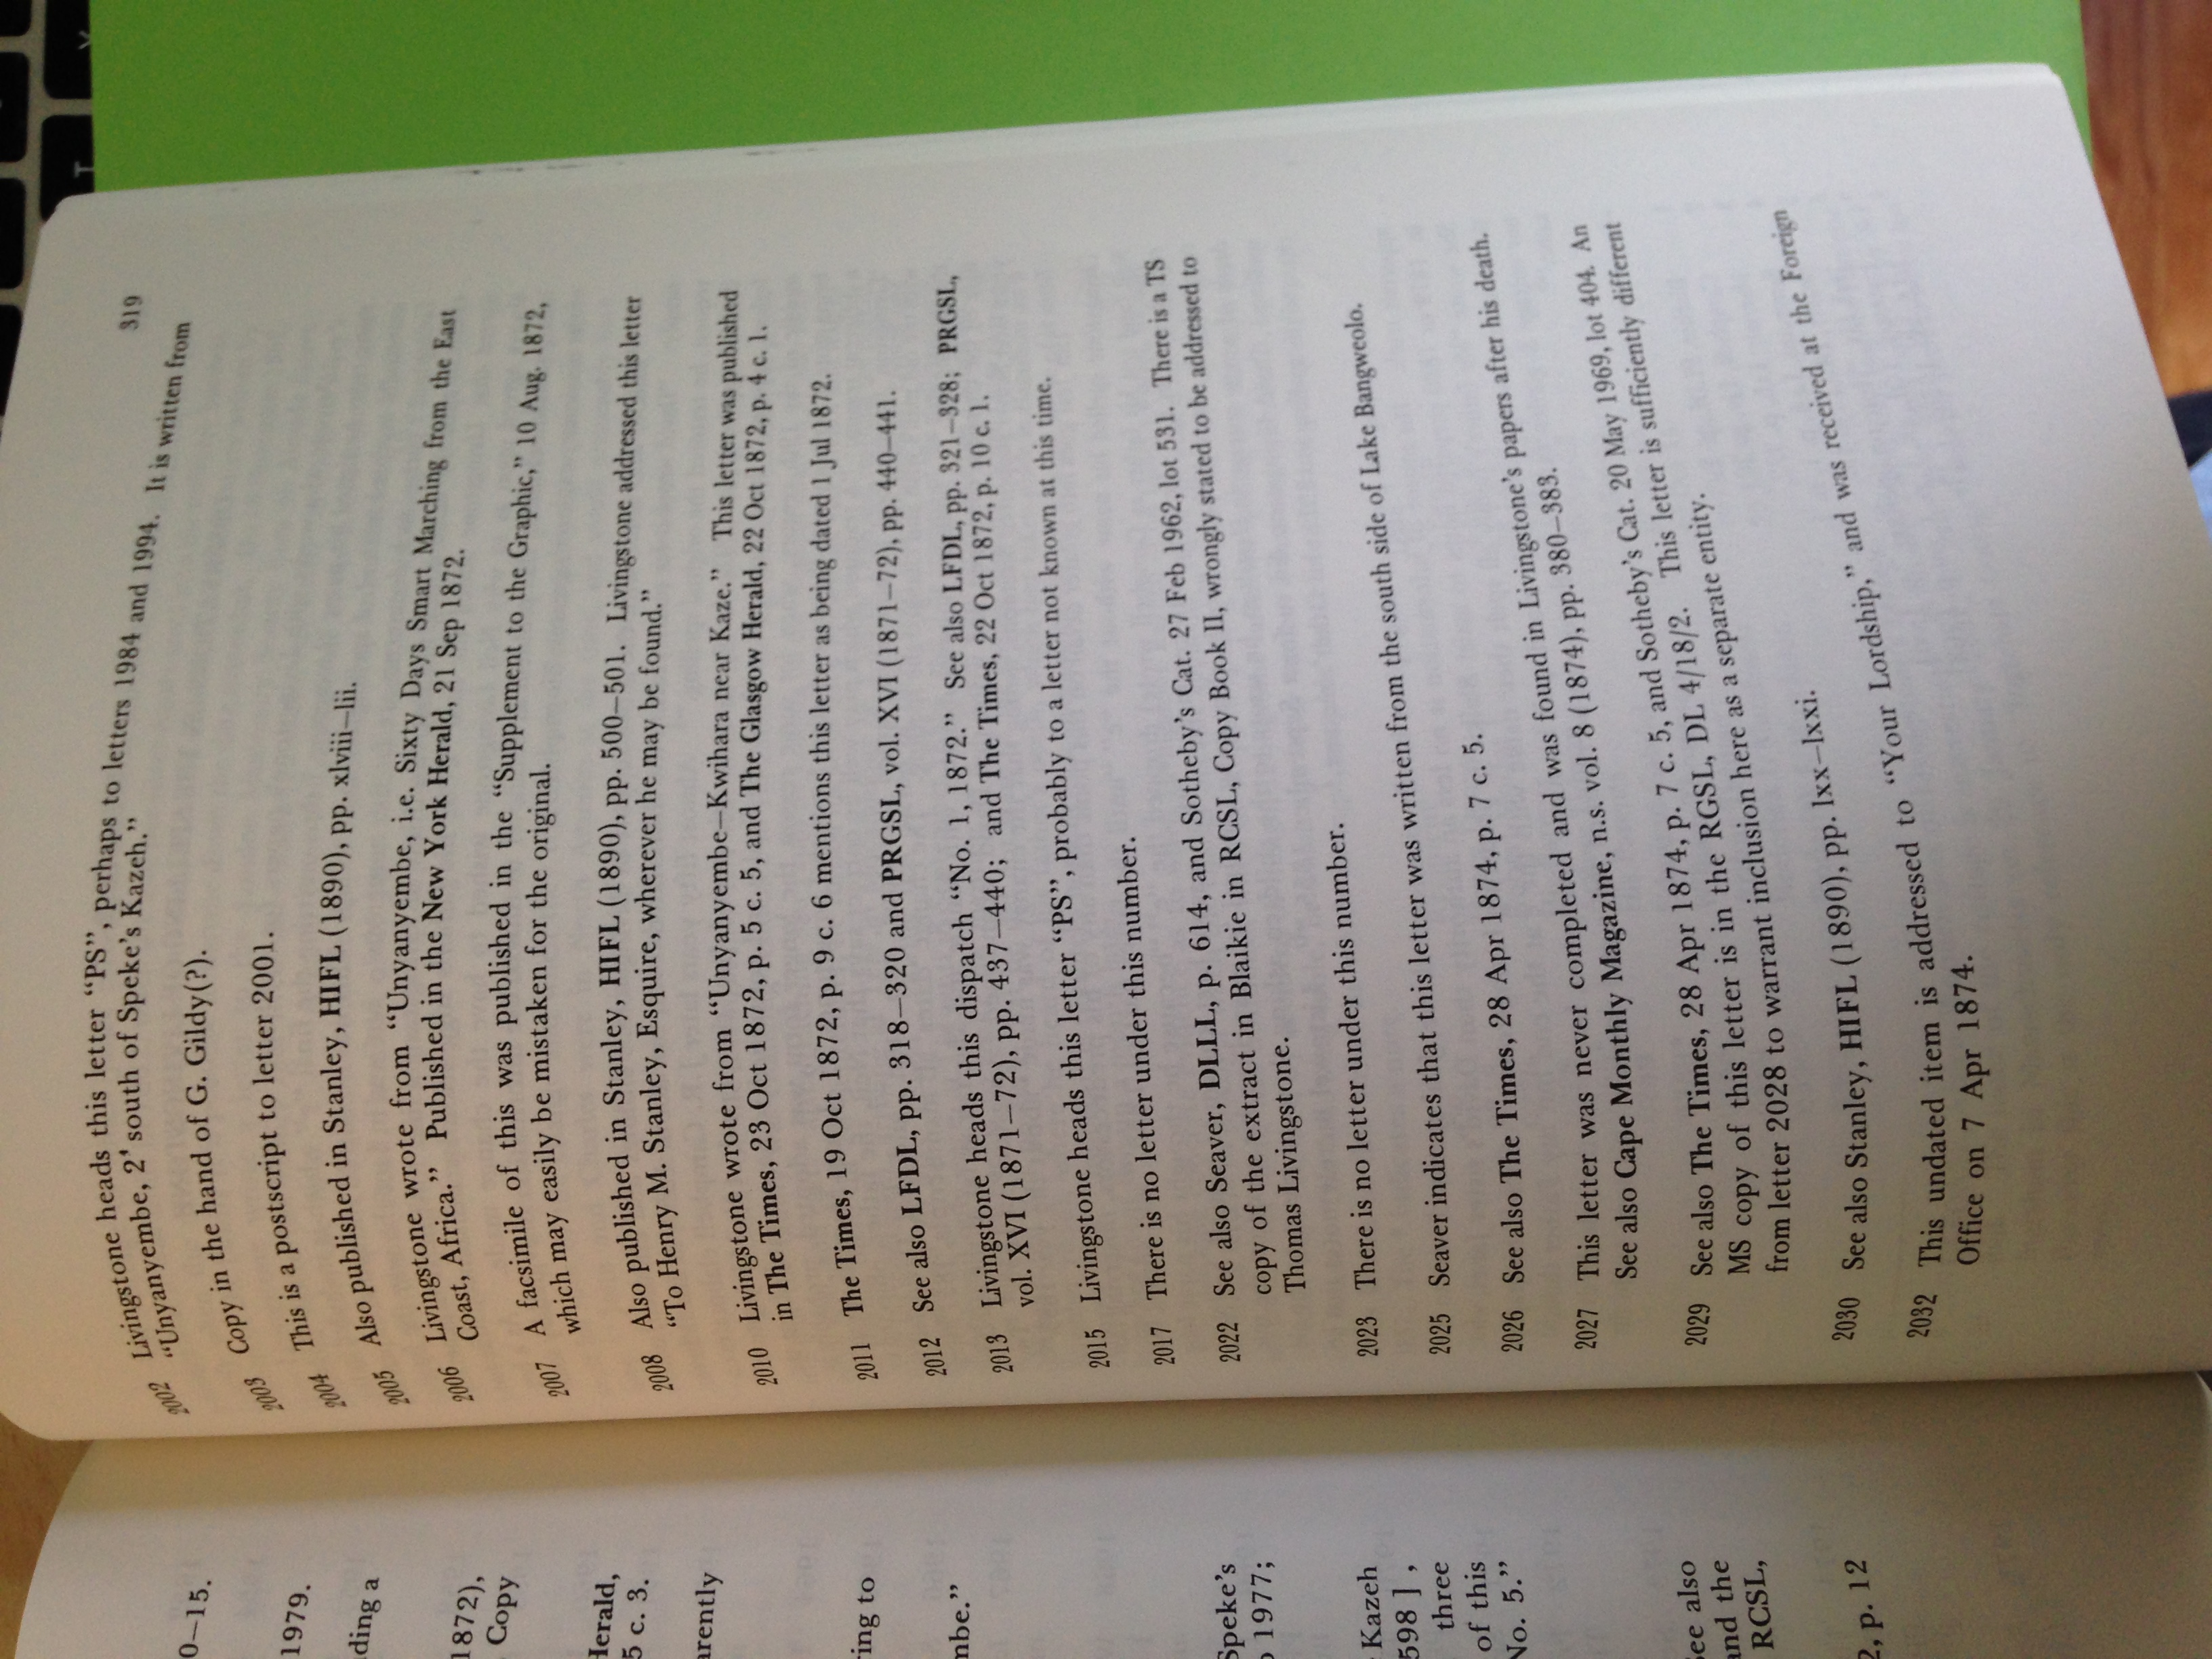 0–15.
1979.
ding a
1872),
Copy
Herald,
5 c. 3.
arently
ring to
mbe.”
Speke’s
1977;
Kazeh
598 ] ,
three
of this
No. 5.”
See also
and the
RCSL,
2, p. 12
319
2002 Livingstone heads this letter “PS”, perhaps to letters 1984 and 1994. It is written from
“Unyanyembe, 2' south of Speke’s Kazeh.”
2003 Copy in the hand of G. Gildy(?).
2004 This is a postscript to letter 2001.
2005 Also published in Stanley, HIFL (1890), pp. xlviii–lii.
2006 Livingstone wrote from “Unyanyembe, i.e. Sixty Days Smart Marching from the East
Coast, Africa.” Published in the New York Herald, 21 Sep 1872.
2007 A facsimile of this was published in the “Supplement to the Graphic,” 10 Aug. 1872,
which may easily be mistaken for the original.
2008 Also published in Stanley, HIFL (1890), pp. 500–501. Livingstone addressed this letter
“To Henry M. Stanley, Esquire, wherever he may be found.”
2010 Livingstone wrote from “Unyanyembe–Kwihara near Kaze.” This letter was published
in The Times, 23 Oct 1872, p. 5 c. 5, and The Glasgow Herald, 22 Oct 1872, p. 4 c. 1.
2011 The Times, 19 Oct 1872, p. 9 c. 6 mentions this letter as being dated 1 Jul 1872.
2012 See also LFDL, pp. 318–320 and PRGSL, vol. XVI (1871–72), pp. 440–441.
2013 Livingstone heads this dispatch “No. 1, 1872.” See also LFDL, pp. 321–328; PRGSL,
vol. XVI (1871–72), pp. 437–440; and The Times, 22 Oct 1872, p. 10 c. 1.
2015 Livingstone heads this letter “PS”, probably to a letter not known at this time.
2017 There is no letter under this number.
2022 See also Seaver, DLLL, p. 614, and Sotheby’s Cat. 27 Feb 1962, lot 531. There is a TS
copy of the extract in Blaikie in RCSL, Copy Book II, wrongly stated to be addressed to
Thomas Livingstone.
2023 There is no letter under this number.
2025 Seaver indicates that this letter was written from the south side of Lake Bangweolo.
2026 See also The Times, 28 Apr 1874, p. 7 c. 5.
2027 This letter was never completed and was found in Livingstone’s papers after his death.
See also Cape Monthly Magazine, n.s. vol. 8 (1874), pp. 380–383.
2029 See also The Times, 28 Apr 1874, p. 7 c. 5, and Sotheby’s Cat. 20 May 1969, lot 404. An
MS copy of this letter is in the RGSL, DL 4/18/2. This letter is sufficiently different
from letter 2028 to warrant inclusion here as a separate entity.
2030 See also Stanley, HIFL (1890), pp. lxx–lxxi.
2032 This undated item is addressed to “Your Lordship,” and was received at the Foreign
Office on 7 Apr 1874.